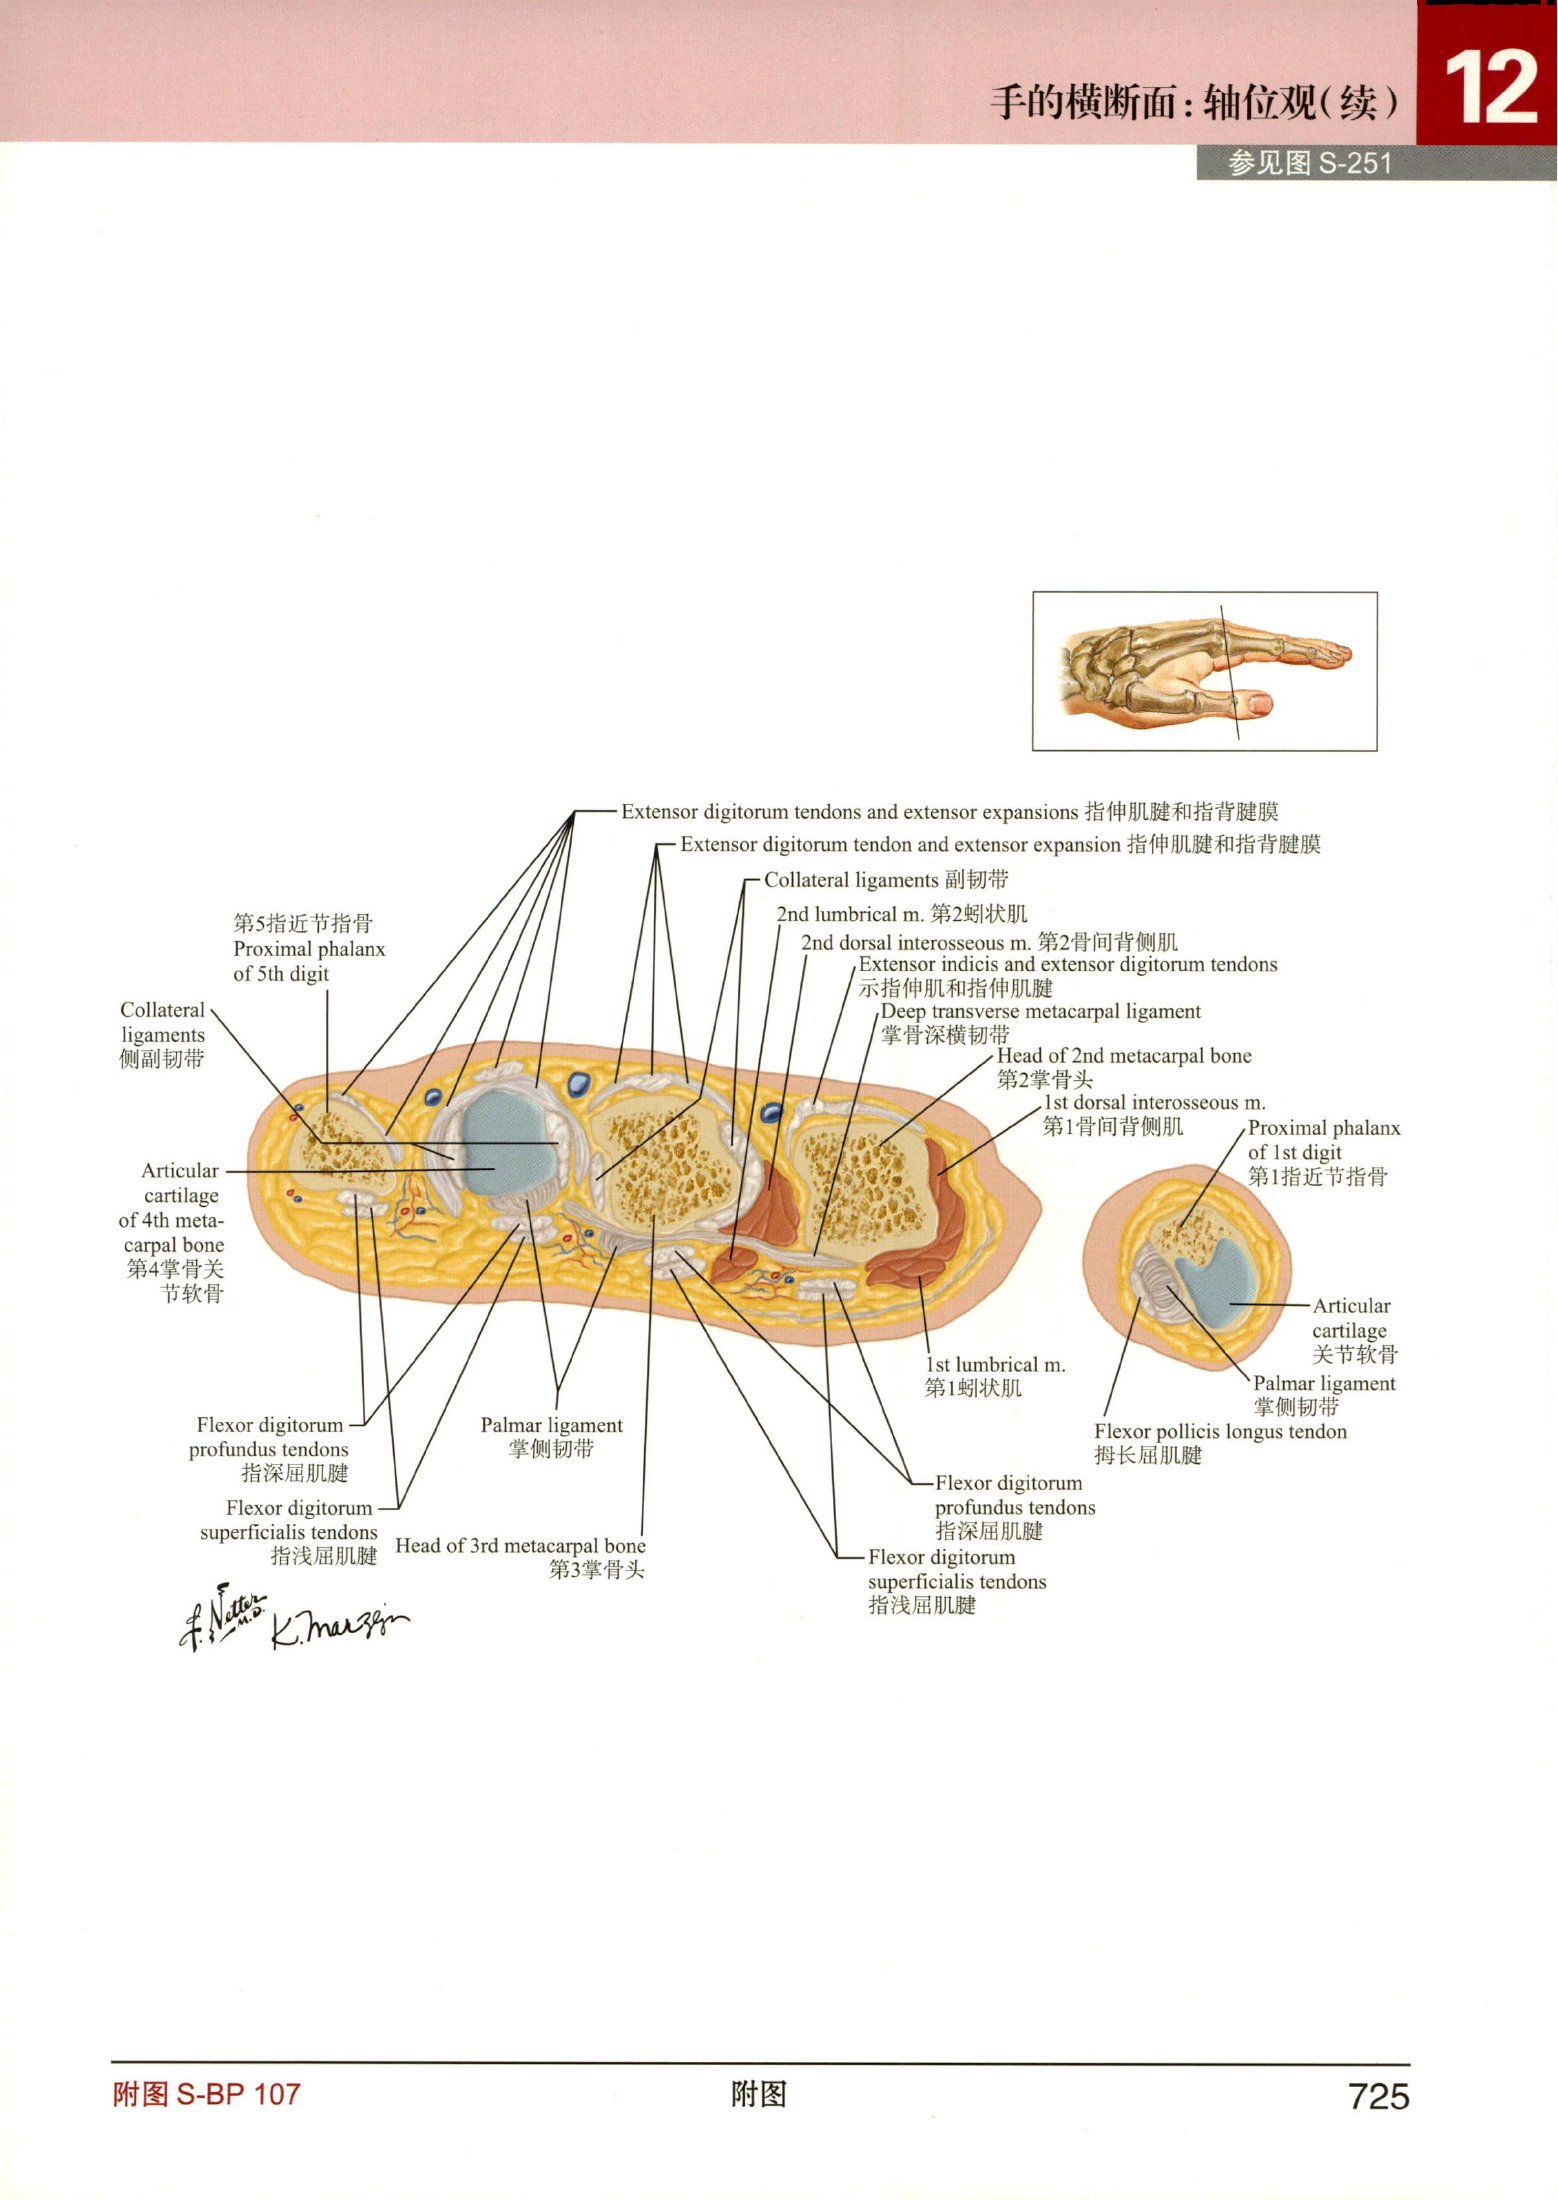 手的横断面：轴位观（续）
12
参见图 S-251
Extensor digitorum tendons and extensor expansions 指伸肌腱和指背腱膜
Extensor digitorum tendon and extensor expansion 指伸肌腱和指背腱膜
Collateral ligaments 副韧带
2nd lumbrical m. 第2蚓状肌
2nd dorsal interosseous m. 第2骨间背侧肌
Extensor indicis and extensor digitorum tendons
示指伸肌和指伸肌腱
Deep transverse metacarpal ligament
掌骨深横韧带
Head of 2nd metacarpal bone
第2掌骨头
1st dorsal interosseous m.
第1骨间背侧肌
Proximal phalanx
of 1st digit
第1指近节指骨
第5指近节指骨
Proximal phalanx
of 5th digit
Collateral
ligaments
侧副韧带
Articular
cartilage
of 4th meta-
carpal bone
第4掌骨关
节软骨
Articular
cartilage
关节软骨
Palmar ligament
掌侧韧带
Flexor pollicis longus tendon
拇长屈肌腱
1st lumbrical m.
第1蚓状肌
Flexor digitorum
profundus tendons
指深屈肌腱
Palmar ligament
掌侧韧带
Flexor digitorum
superficialis tendons
指浅屈肌腱
Head of 3rd metacarpal bone
第3掌骨头
Flexor digitorum
profundus tendons
指深屈肌腱
Flexor digitorum
superficialis tendons
指浅屈肌腱
F. Netter M.D.
K. Marzejn
附图 S-BP 107
附图
725